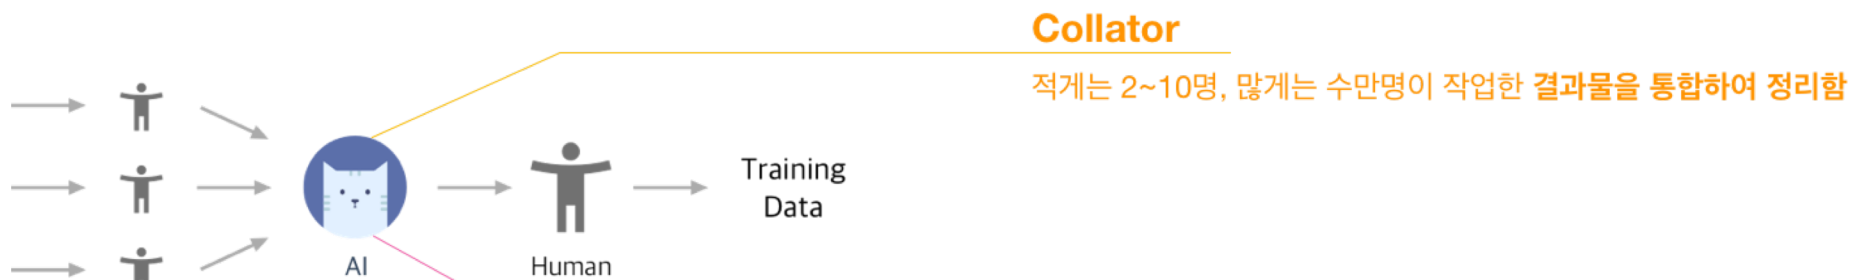 Collator
적게는 2~10명, 많게는 수만명이 작업한 결과물을 통합하여 정리함
Training
Data
AI
Human